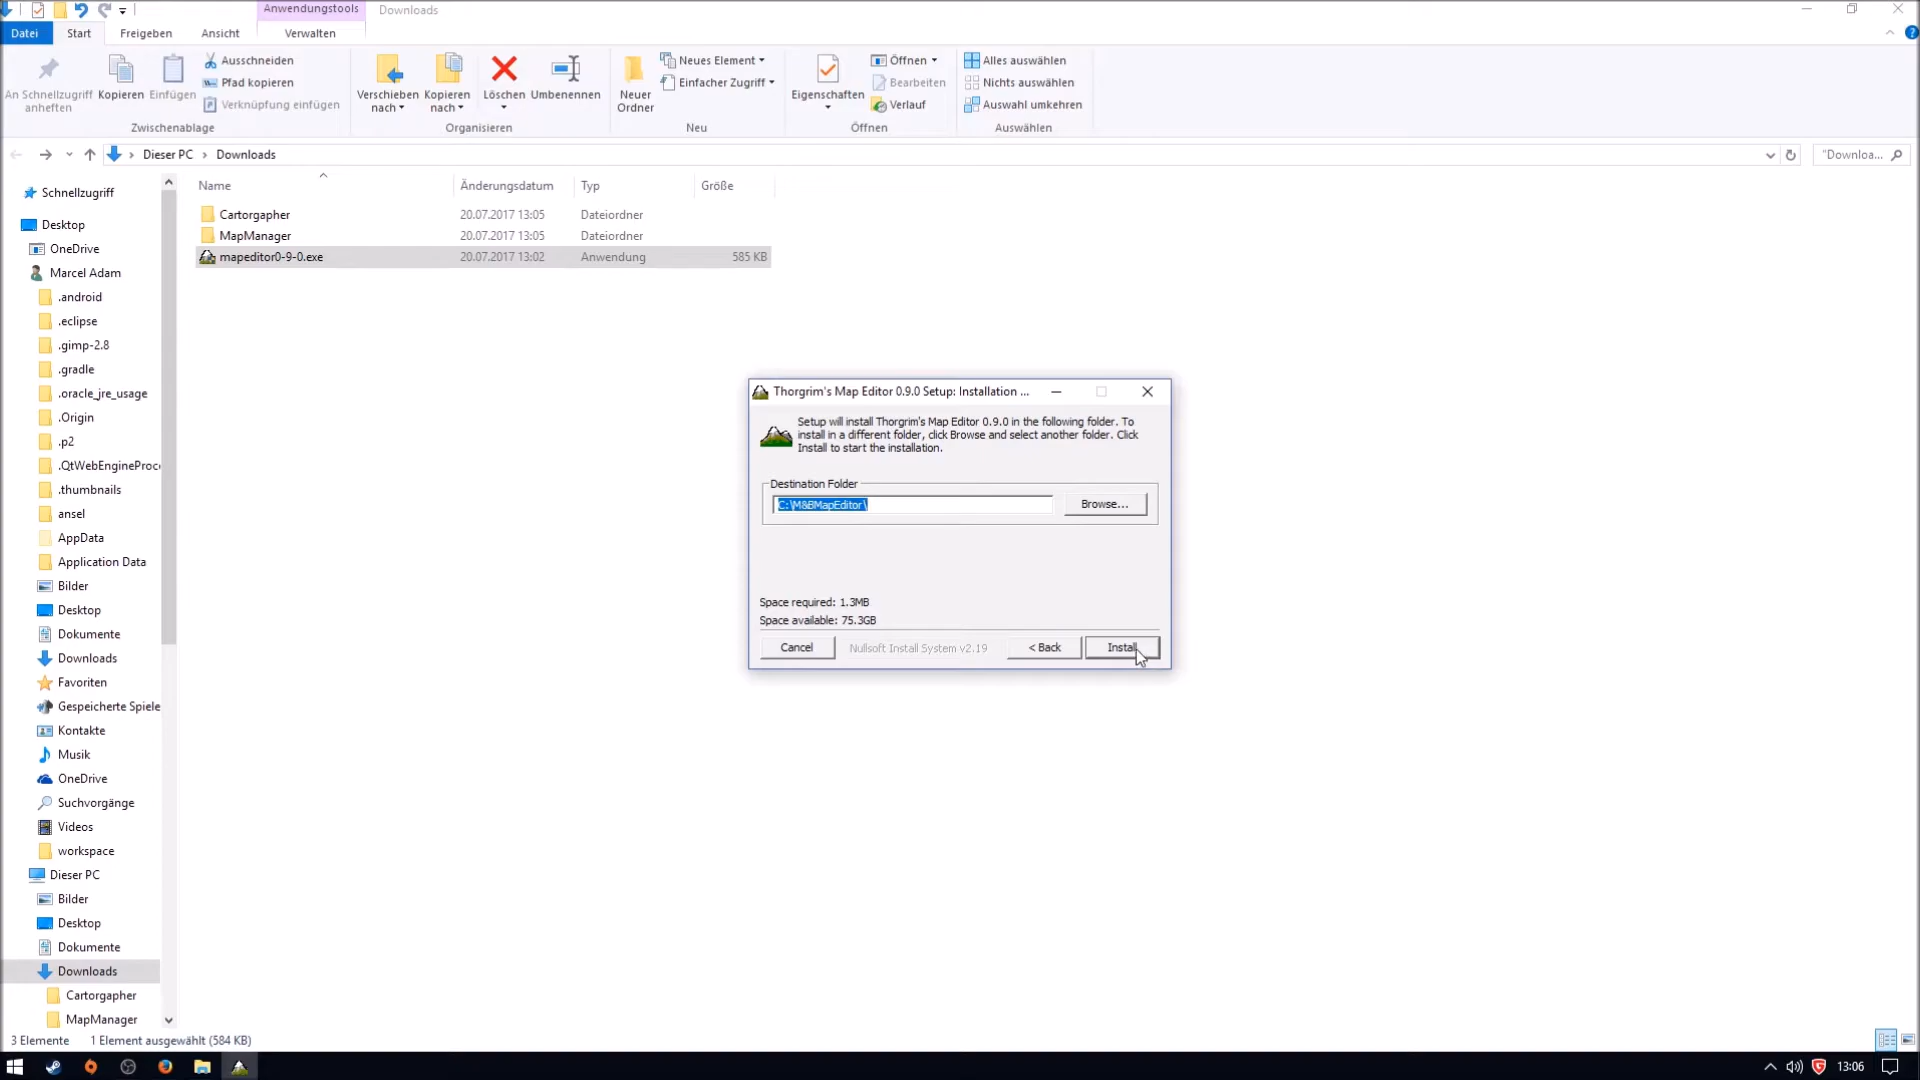 Anwendungstools
Downloads
Datei
Start
Freigeben
Ansicht
Verwalten
An Schnellzugriff
anheften
Kopieren
Einfügen
Ausschneiden
Pfad kopieren
Verknüpfung einfügen
Zwischenablage
Verschieben
nach
Kopieren
nach
Löschen
Umbenennen
Organisieren
Neuer
Ordner
Neues Element
Einfacher Zugriff
Neu
Eigenschaften
Öffnen
Bearbeiten
Verlauf
Öffnen
Alles auswählen
Nichts auswählen
Auswahl umkehren
Auswählen
Dieser PC
Downloads
"Downloa...
Name
Änderungsdatum
Typ
Größe
Cartorgapher
20.07.2017 13:05
Dateiordner
MapManager
20.07.2017 13:05
Dateiordner
mapeditor0-9-0.exe
20.07.2017 13:02
Anwendung
585 KB
Schnellzugriff
Desktop
OneDrive
Marcel Adam
.android
.eclipse
.gimp-2.8
.gradle
.oracle_jre_usage
.Origin
.p2
.QtWebEngineProce
.thumbnails
ansel
AppData
Application Data
Bilder
Desktop
Dokumente
Downloads
Favoriten
Gespeicherte Spiele
Kontakte
Musik
OneDrive
Suchvorgänge
Videos
workspace
Dieser PC
Bilder
Desktop
Dokumente
Downloads
Cartorgapher
MapManager
Thorgrim's Map Editor 0.9.0 Setup: Installation ...
Setup will install Thorgrim's Map Editor 0.9.0 in the following folder. To
install in a different folder, click Browse and select another folder. Click
Install to start the installation.
Destination Folder
C:\M&BMapEditor\
Browse...
Space required: 1.3MB
Space available: 75.3GB
Cancel
Nullsoft Install System v2.19
< Back
Install
3 Elemente
1 Element ausgewählt (584 KB)
13:06